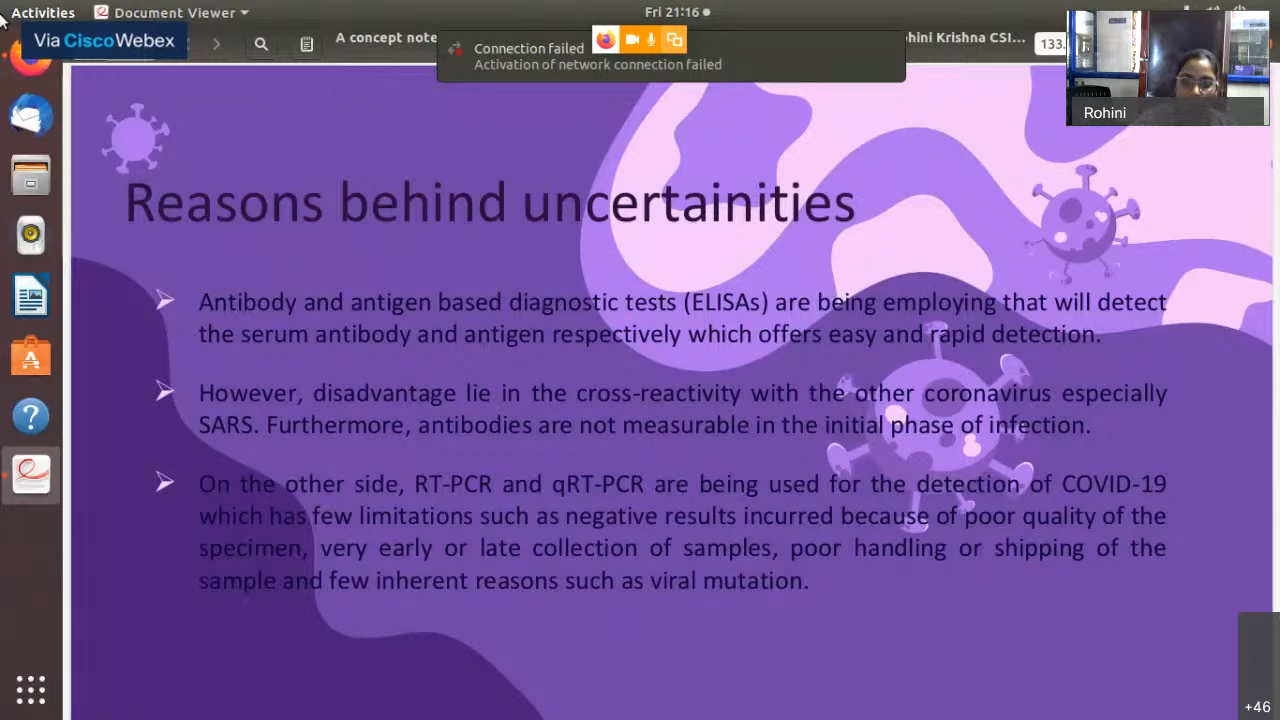 Activities
Document Viewer
Fri 21:16
Via CiscoWebex
A concept note
hini Krishna CSI...
133.
Connection failed
Activation of network connection failed
Rohini
Reasons behind uncertainities
Antibody and antigen based diagnostic tests (ELISAs) are being employing that will detect
the serum antibody and antigen respectively which offers easy and rapid detection.
However, disadvantage lie in the cross-reactivity with the other coronavirus especially
SARS. Furthermore, antibodies are not measurable in the initial phase of infection.
On the other side, RT-PCR and qRT-PCR are being used for the detection of COVID-19
which has few limitations such as negative results incurred because of poor quality of the
specimen, very early or late collection of samples, poor handling or shipping of the
sample and few inherent reasons such as viral mutation.
+46